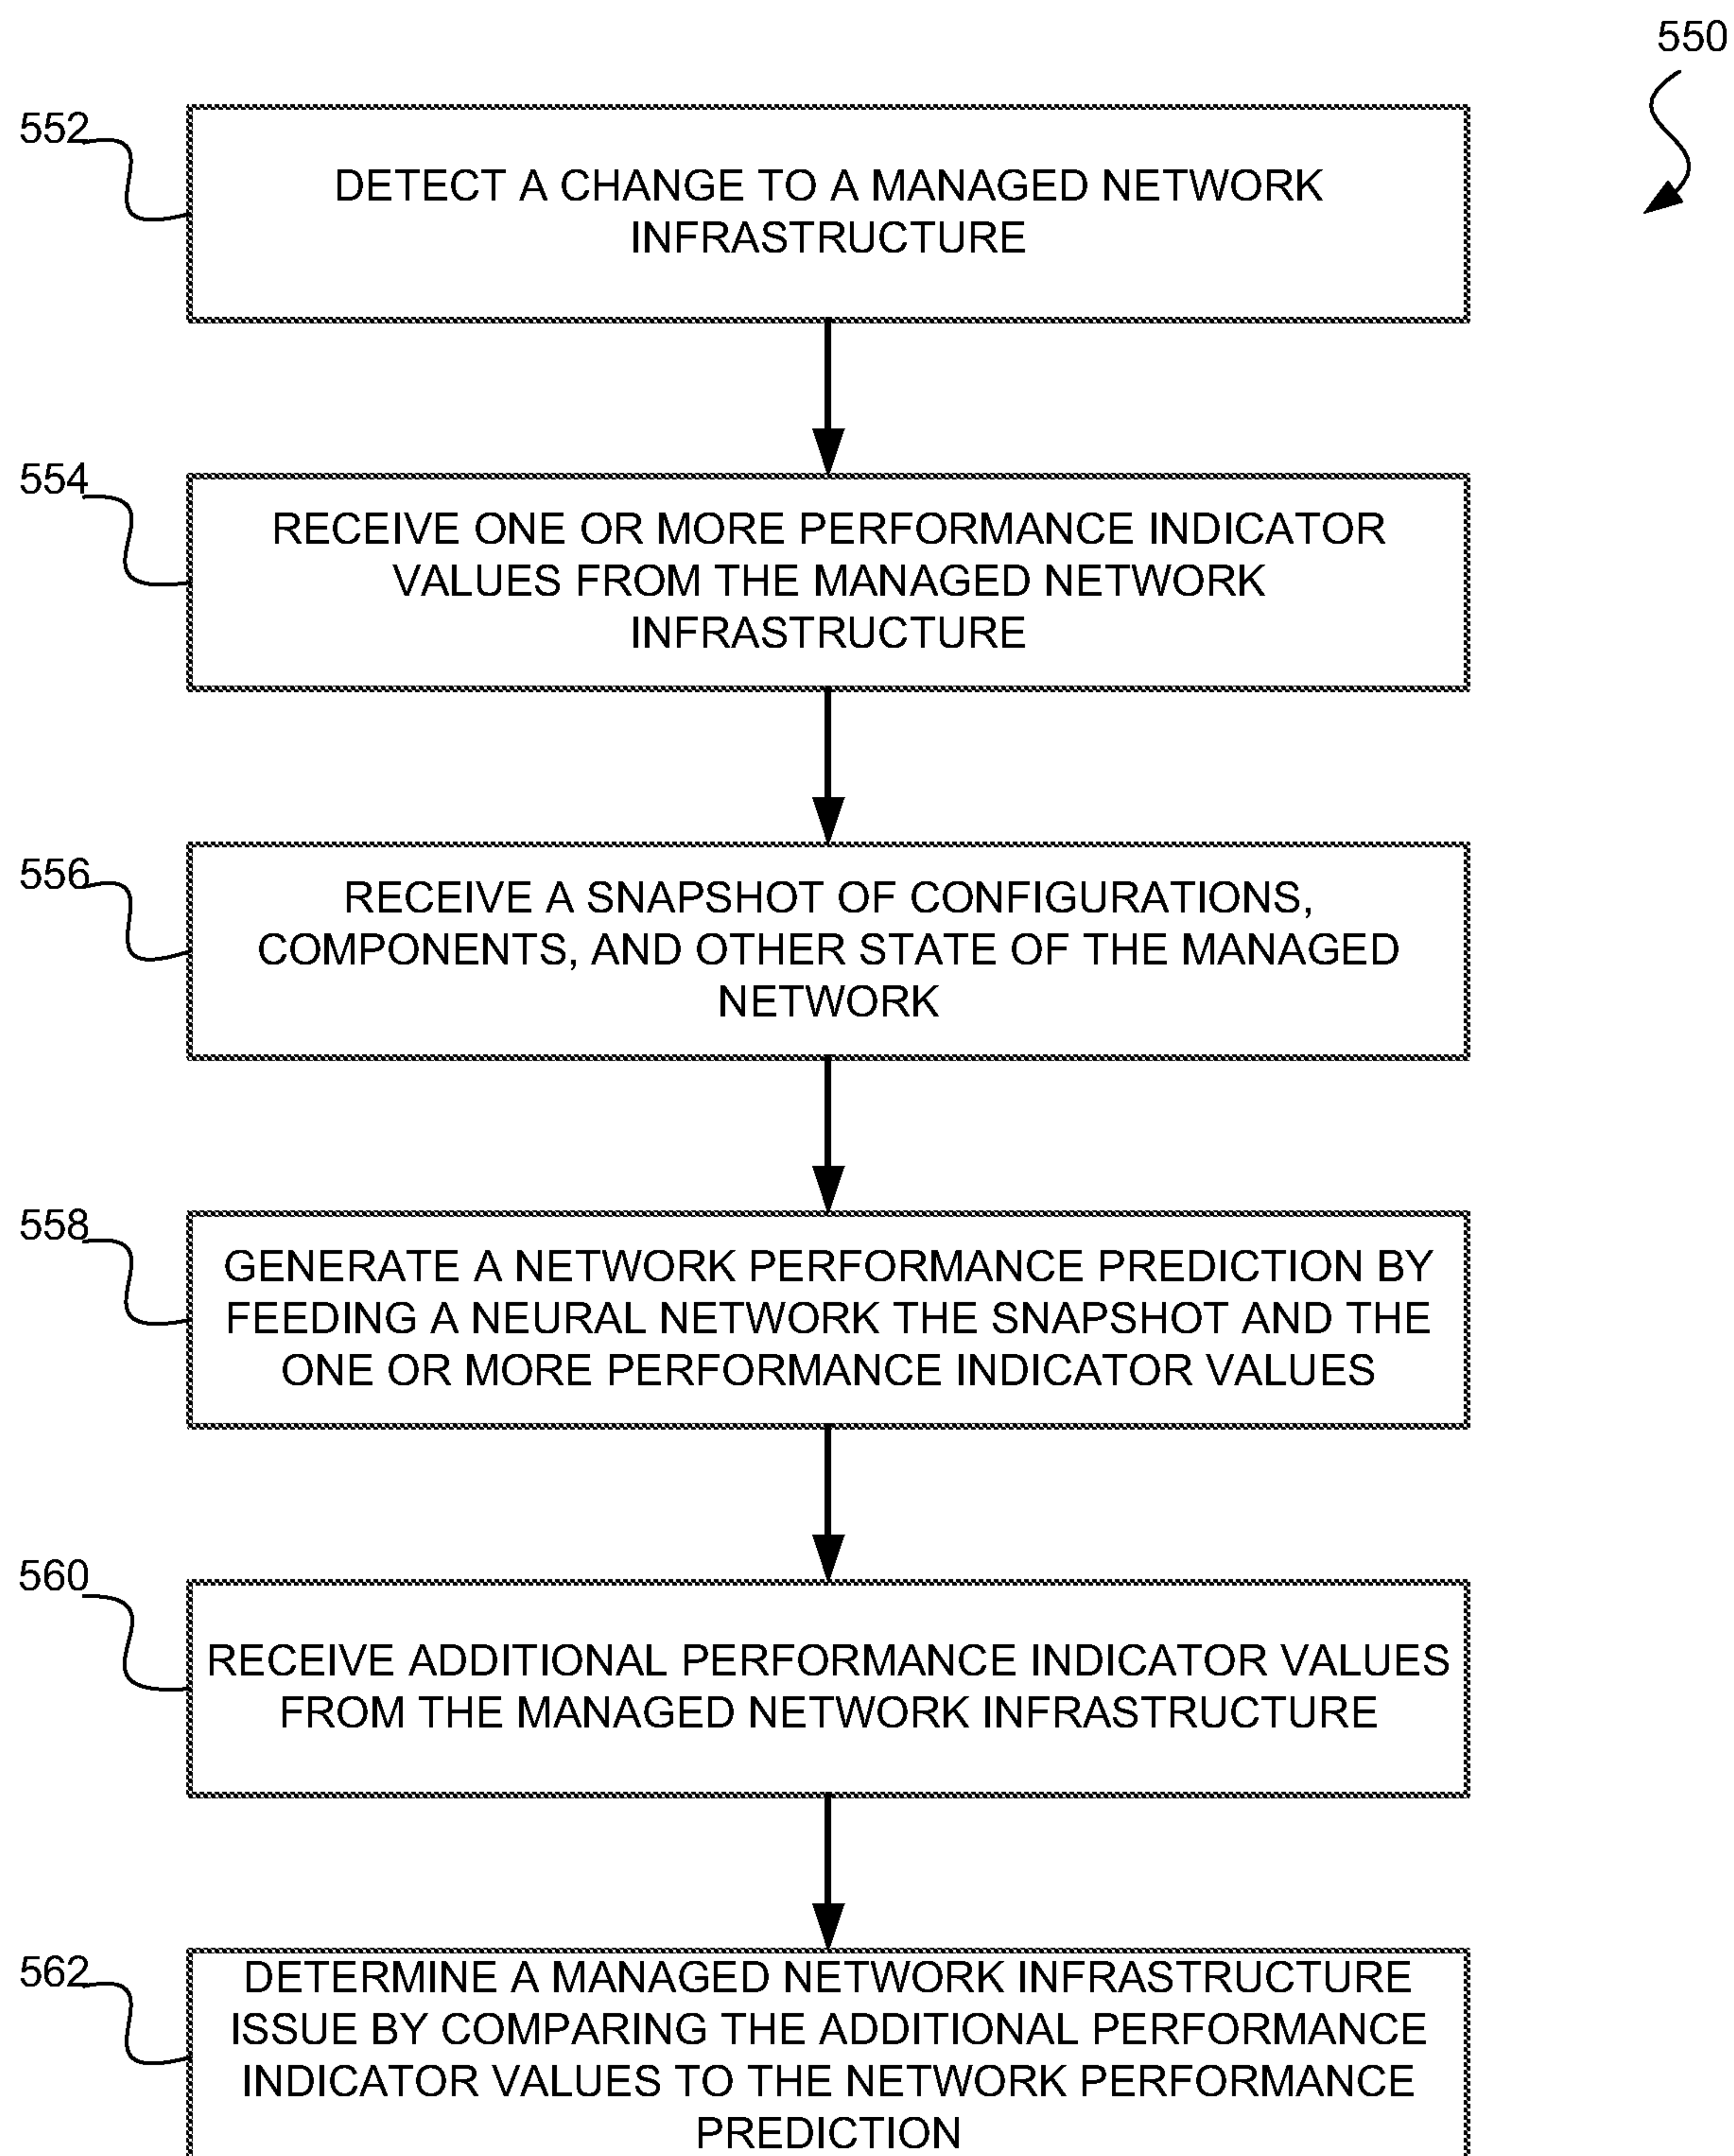 550
552
DETECT A CHANGE TO A MANAGED NETWORK
INFRASTRUCTURE
554
RECEIVE ONE OR MORE PERFORMANCE INDICATOR
VALUES FROM THE MANAGED NETWORK
INFRASTRUCTURE
556
RECEIVE A SNAPSHOT OF CONFIGURATIONS,
COMPONENTS, AND OTHER STATE OF THE MANAGED
NETWORK
558
GENERATE A NETWORK PERFORMANCE PREDICTION BY
FEEDING A NEURAL NETWORK THE SNAPSHOT AND THE
ONE OR MORE PERFORMANCE INDICATOR VALUES
560
RECEIVE ADDITIONAL PERFORMANCE INDICATOR VALUES
FROM THE MANAGED NETWORK INFRASTRUCTURE
562
DETERMINE A MANAGED NETWORK INFRASTRUCTURE
ISSUE BY COMPARING THE ADDITIONAL PERFORMANCE
INDICATOR VALUES TO THE NETWORK PERFORMANCE
PREDICTION